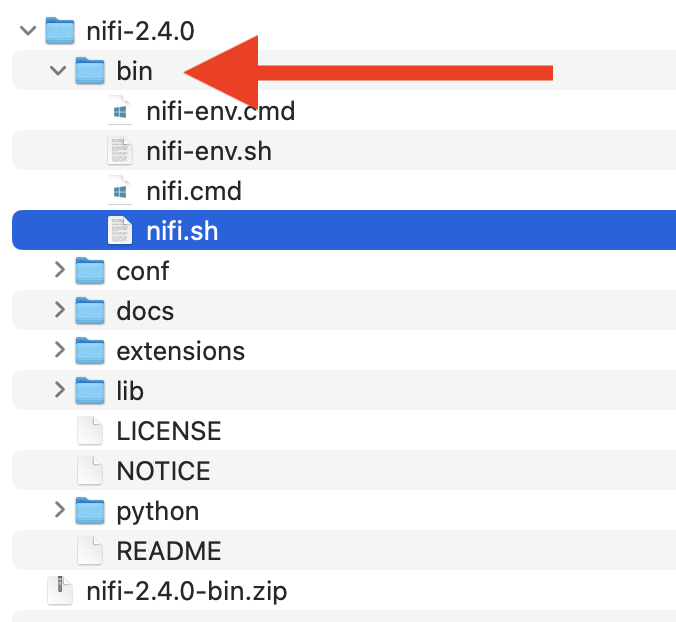 nifi-2.4.0
bin
nifi-env.cmd
nifi-env.sh
nifi.cmd
nifi.sh
conf
docs
extensions
lib
LICENSE
NOTICE
python
README
nifi-2.4.0-bin.zip